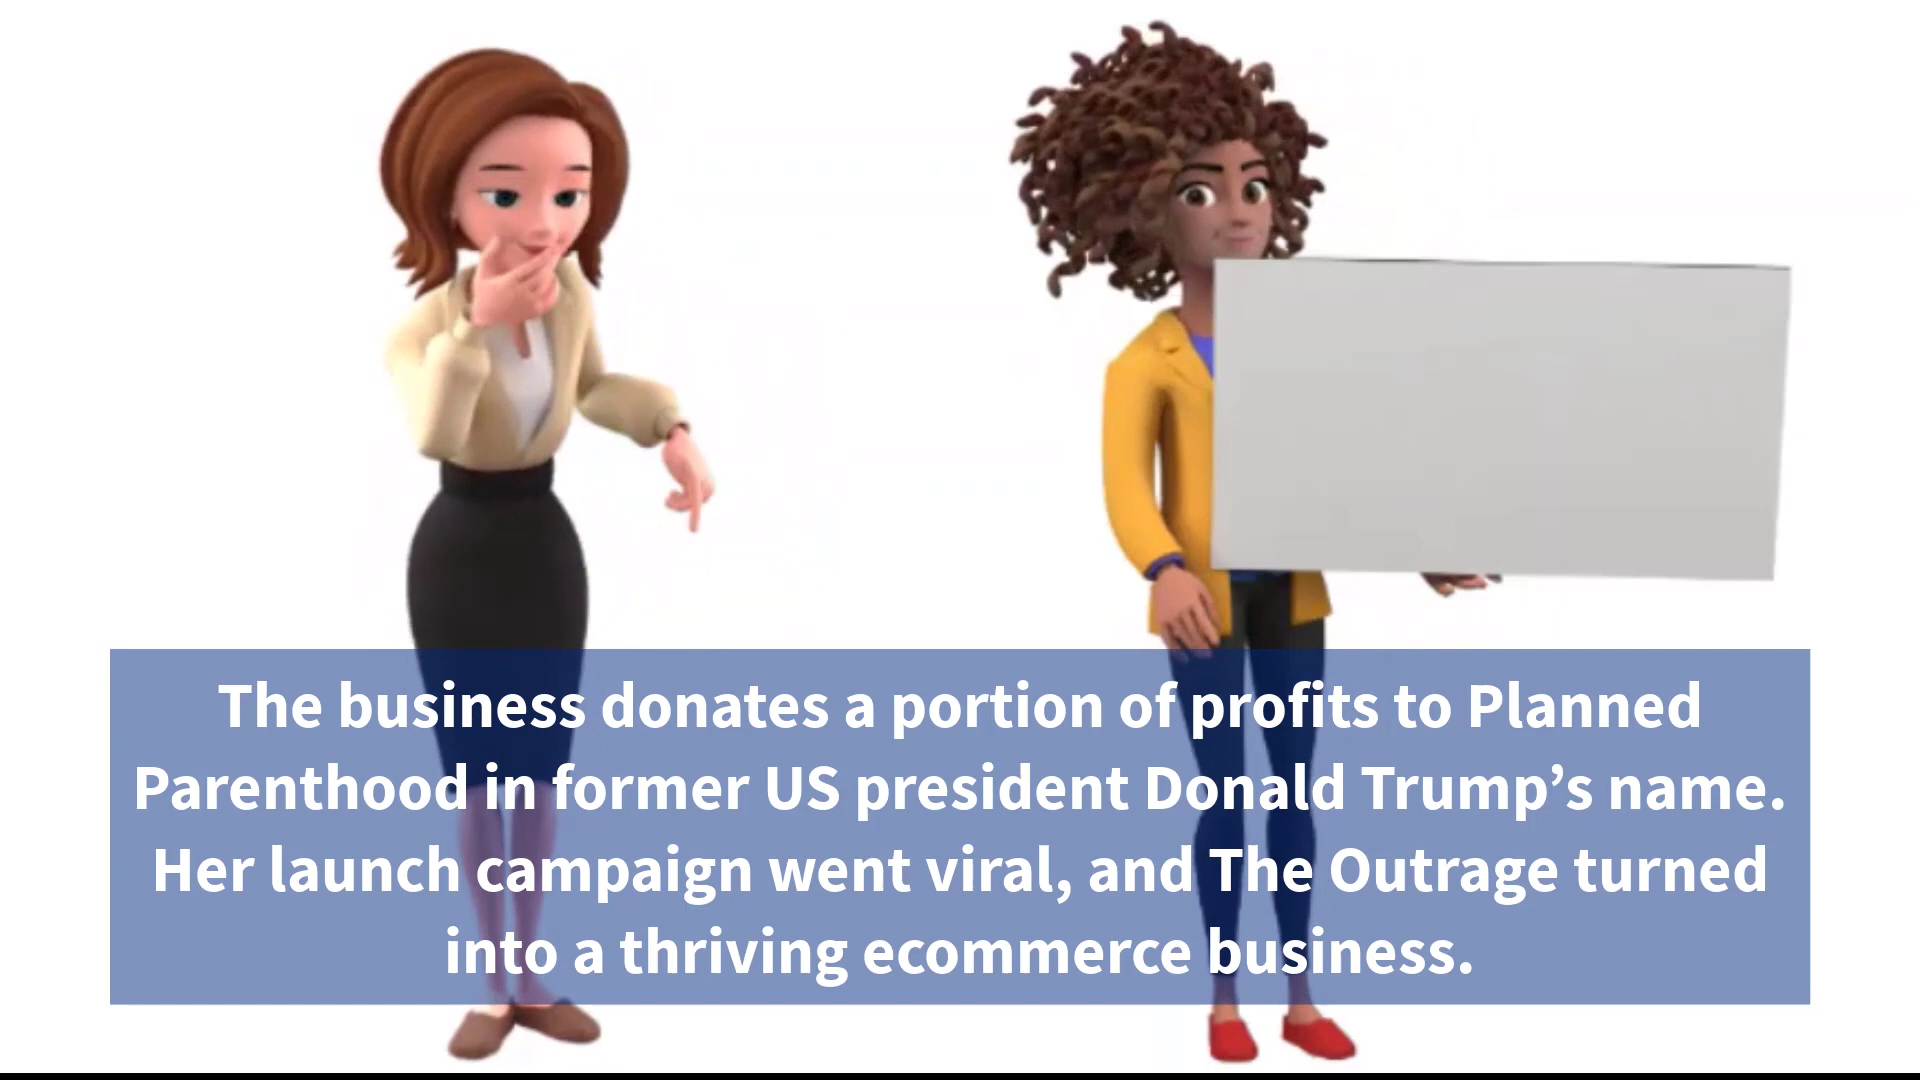 The business donates a portion of profits to Planned
Parenthood in former US president Donald Trump’s name.
Her launch campaign went viral, and The Outrage turned
into a thriving ecommerce business.